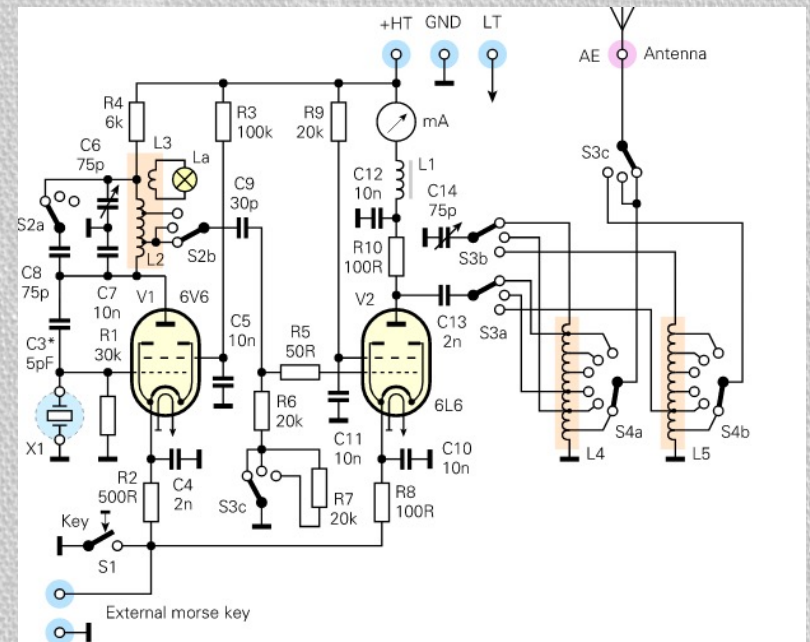 +HT
GND
LT
AE
Antenna
R4
6k
L3
La
R3
100k
R9
20k
mA
C6
75p
C9
30p
C12
10n
L1
C14
75p
S3c
S2a
S2b
L2
R10
100R
S3b
C8
75p
C7
10n
V1
6V6
V2
C13
2n
S3a
C3*
5pF
R1
30k
C5
10n
R5
50R
6L6
X1
R6
20k
C11
10n
C10
10n
L4
S4a
L5
S4b
R2
500R
C4
2n
S3c
R7
20k
R8
100R
Key
S1
External morse key